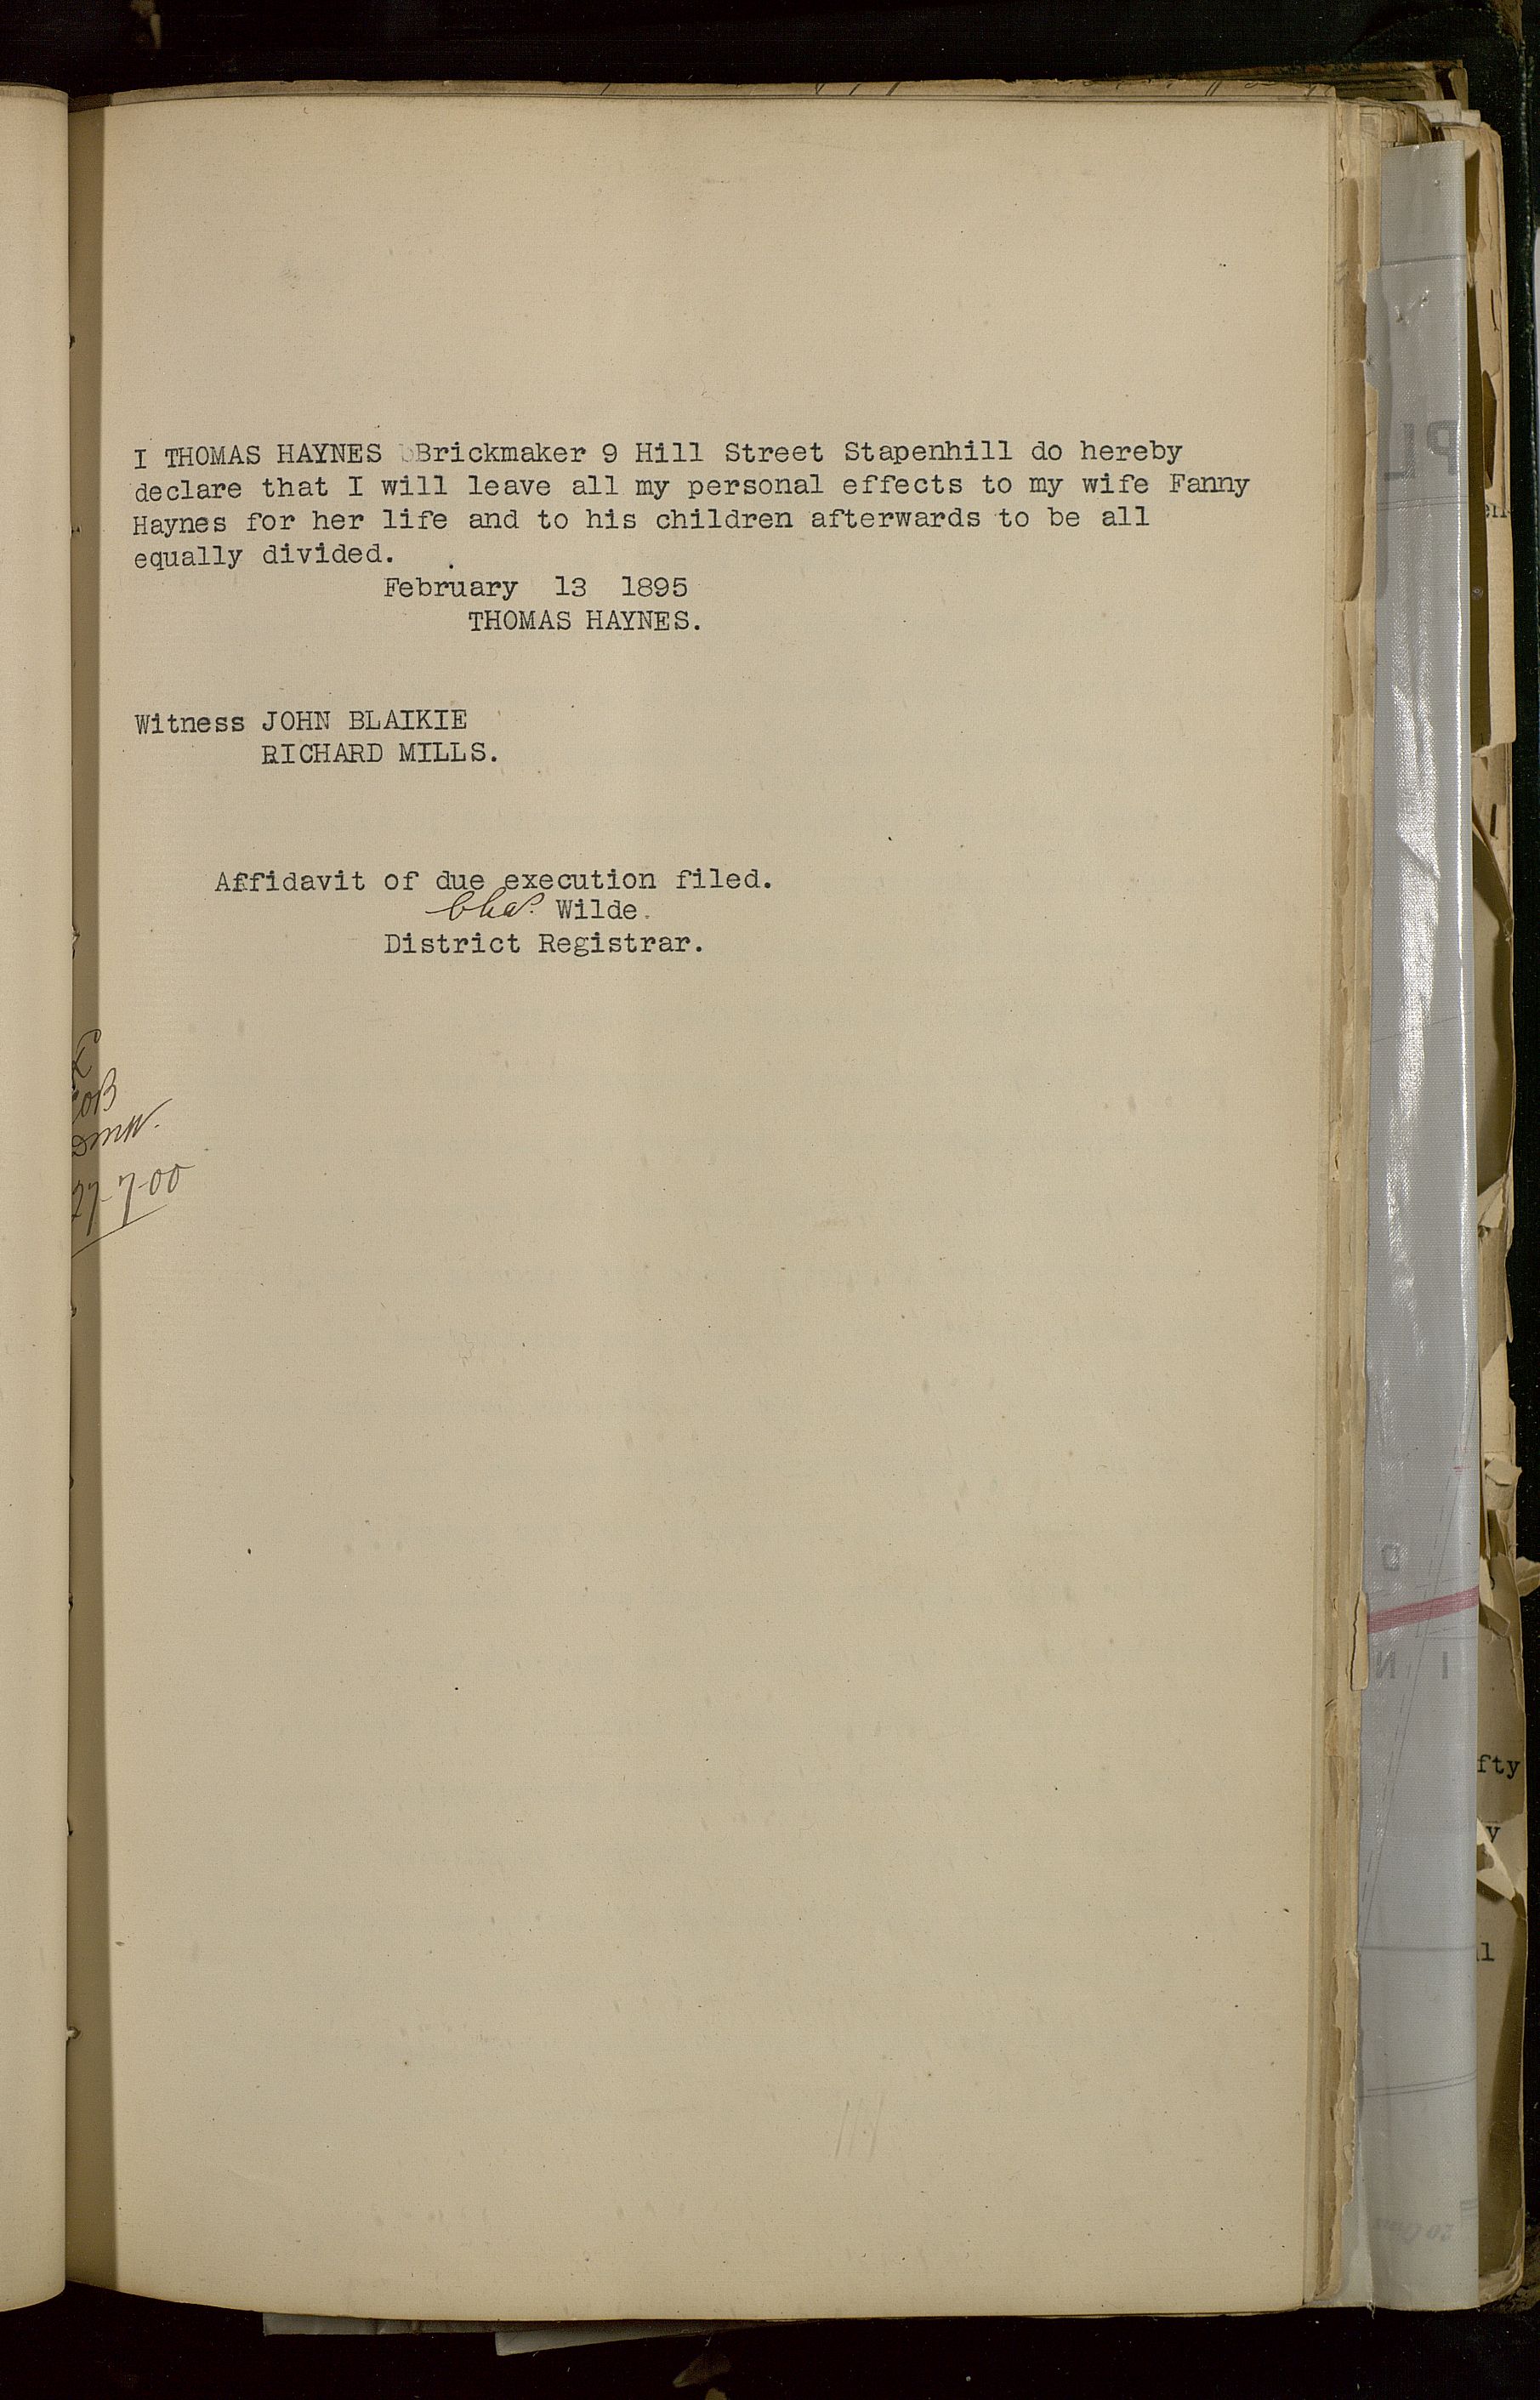 I THOMAS HAYNES Brickmaker 9 Hill Street Stapenhill do hereby
declare that I will leave all my personal effects to my wife Fanny
Haynes for her life and to his children afterwards to be all
equally divided.
February 13 1895
THOMAS HAYNES.
Witness JOHN BLAIKIE
RICHARD MILLS.
Affidavit of due execution filed.
Chas. Wilde.
District Registrar.
27-7-00
fty
y